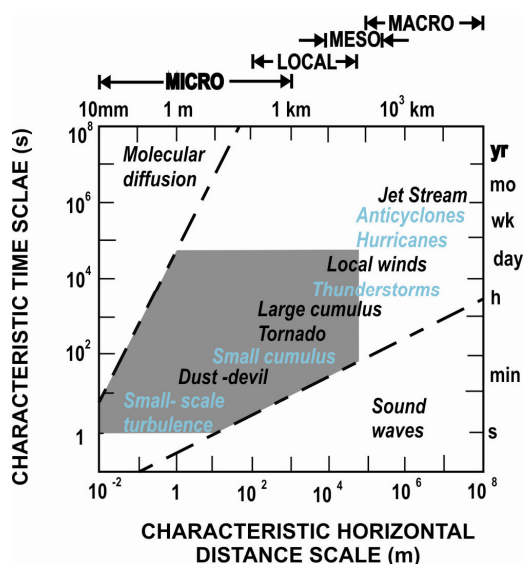 MACRO
MESO
LOCAL
MICRO
10mm 1 m 1 km 10³ km
CHARACTERISTIC TIME SCLAE (s)
10⁸
10⁶
10⁴
10²
1
Molecular
diffusion
Jet Stream
Anticyclones
Hurricanes
Local winds
Thunderstorms
Large cumulus
Tornado
Small cumulus
Dust -devil
Small- scale
turbulence
Sound
waves
yr
mo
wk
day
h
min
s
10⁻² 1 10² 10⁴ 10⁶ 10⁸
CHARACTERISTIC HORIZONTAL
DISTANCE SCALE (m)